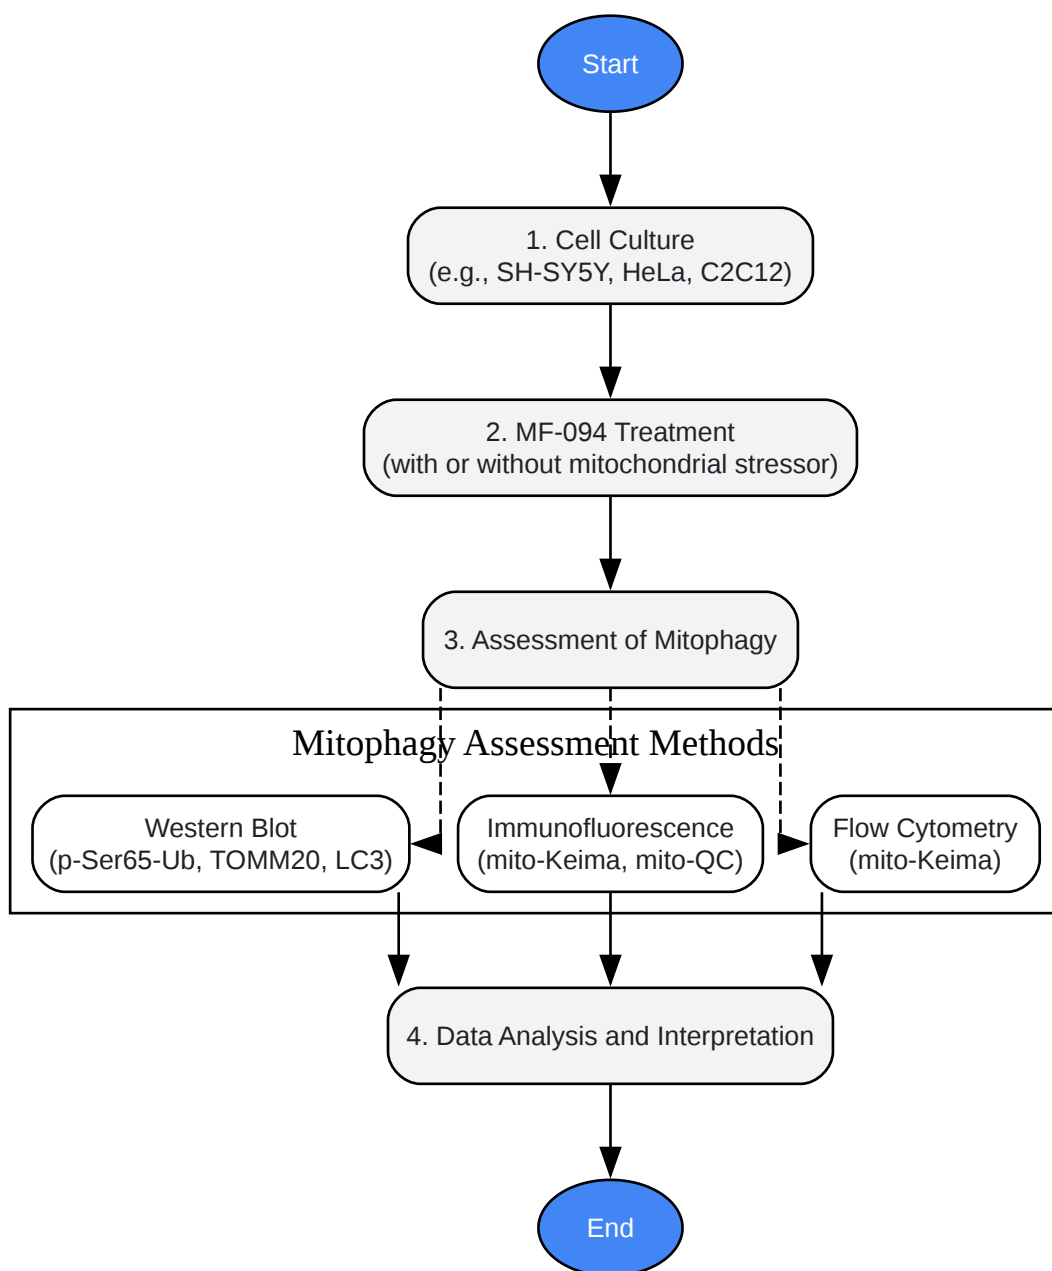 Start
1. Cell Culture
(e.g., SH-SY5Y, HeLa, C2C12)
2. MF-094 Treatment
(with or without mitochondrial stressor)
3. Assessment of Mitophagy
Mitophagy Assessment Methods
Western Blot
(p-Ser65-Ub, TOMM20, LC3)
Immunofluorescence
(mito-Keima, mito-QC)
Flow Cytometry
(mito-Keima)
4. Data Analysis and Interpretation
End